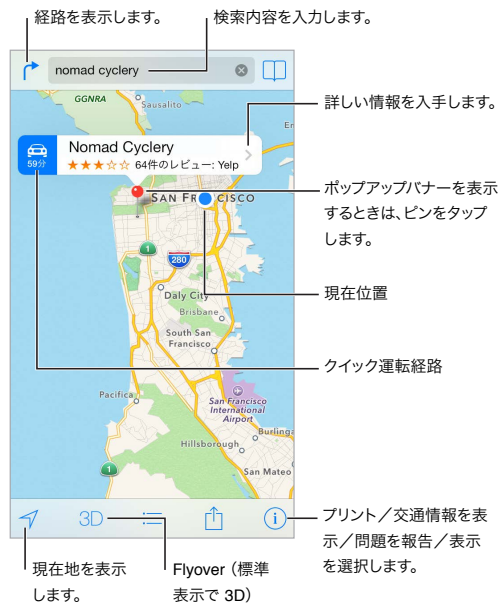 経路を表示します。
検索内容を入力します。
nomad cyclery
GGNRA
Sausalito
詳しい情報を入手します。
En
Nomad Cyclery
59分
★★★☆☆ 64件のレビュー: Yelp
ポップアップバナーを表示
するときは、ピンをタップ
します。
SAN FR CISCO
1
280
現在位置
Daly City
Brisbane
South San
Francisco
クイック運転経路
Pacifica
San Francisco
International
Airport
Burlinga
Hillsborough
1
San Mateo
3D
プリント／交通情報を表
示／問題を報告／表示
を選択します。
現在地を表示
します。
Flyover（標準
表示で 3D）